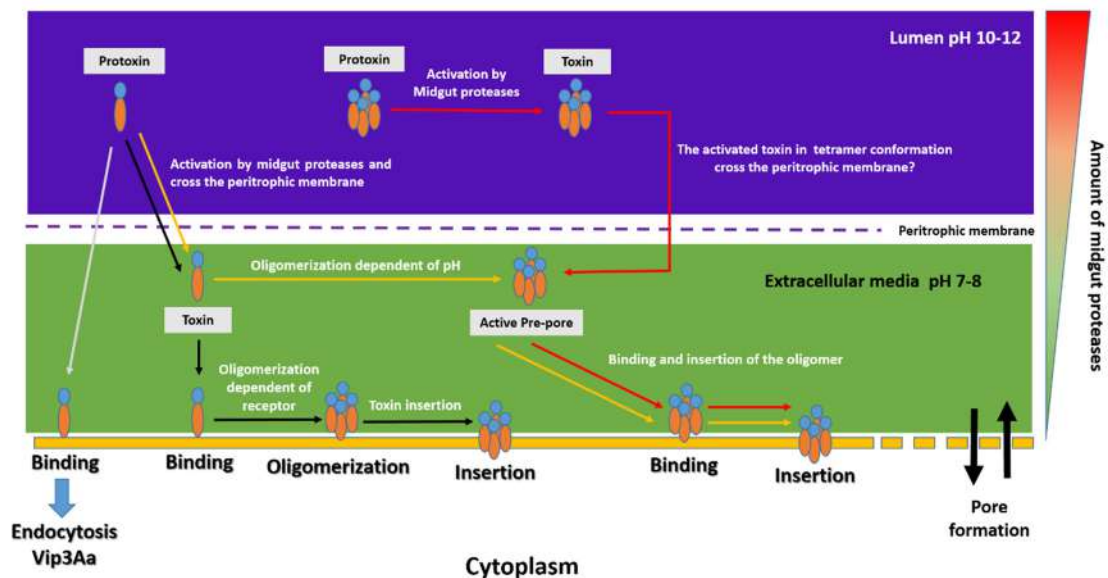 Lumen pH 10-12
Protoxin
Protoxin
Toxin
Activation by
Midgut proteases
Activation by midgut proteases and
cross the peritrophic membrane
The activated toxin in tetramer conformation
cross the peritrophic membrane?
Amount of midgut proteases
Peritrophic membrane
Oligomerization dependent of pH
Extracellular media pH 7-8
Toxin
Active Pre-pore
Binding and insertion of the oligomer
Oligomerization
dependent of
receptor
Toxin insertion
Binding
Binding
Oligomerization
Insertion
Binding
Insertion
Pore
formation
Endocytosis
Vip3Aa
Cytoplasm